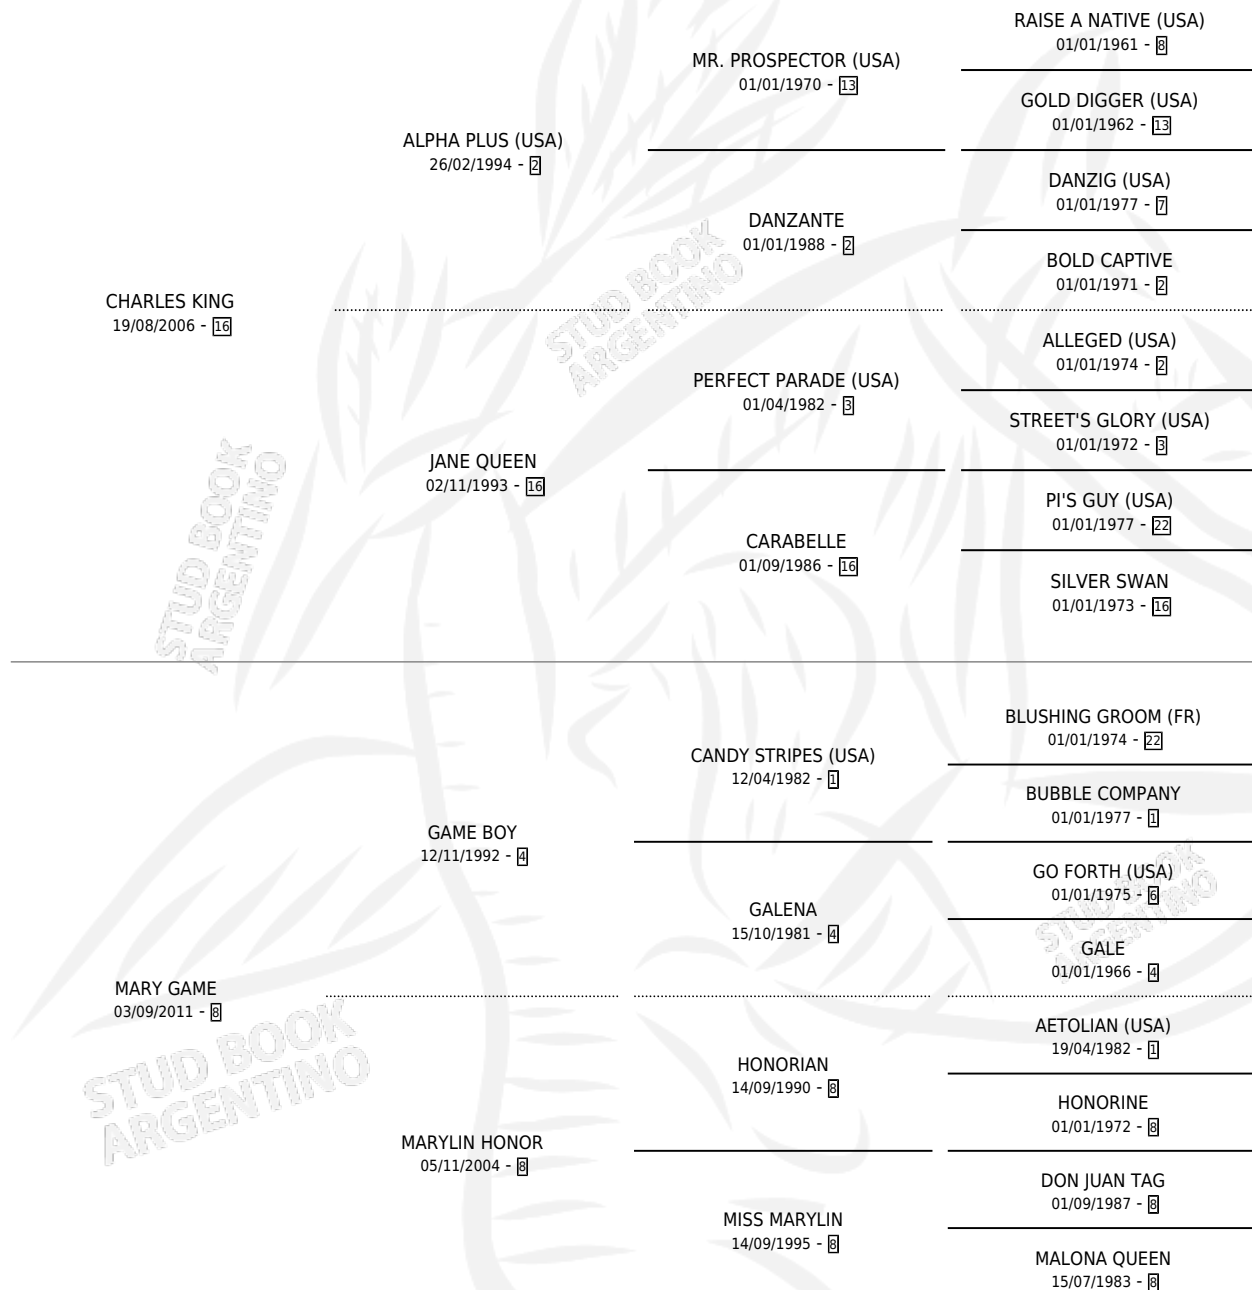 RAISE A NATIVE (USA)
01/01/1961 - 8
MR. PROSPECTOR (USA)
01/01/1970 - 13
GOLD DIGGER (USA)
01/01/1962 - 13
ALPHA PLUS (USA)
26/02/1994 - 2
DANZIG (USA)
01/01/1977 - 7
DANZANTE
01/01/1988 - 2
BOLD CAPTIVE
01/01/1971 - 2
CHARLES KING
19/08/2006 - 16
ALLEGED (USA)
01/01/1974 - 2
PERFECT PARADE (USA)
01/04/1982 - 3
STREET'S GLORY (USA)
01/01/1972 - 3
JANE QUEEN
02/11/1993 - 16
PI'S GUY (USA)
01/01/1977 - 22
CARABELLE
01/09/1986 - 16
SILVER SWAN
01/01/1973 - 16
STUD BOOK
ARGENTINO
STUD BOOK
ARGENTINO
BLUSHING GROOM (FR)
01/01/1974 - 22
CANDY STRIPES (USA)
12/04/1982 - 1
BUBBLE COMPANY
01/01/1977 - 1
GAME BOY
12/11/1992 - 4
GO FORTH (USA)
01/01/1975 - 6
GALENA
15/10/1981 - 4
GALE
01/01/1966 - 4
STUD BOOK
ARGENTINO
MARY GAME
03/09/2011 - 8
AETOLIAN (USA)
19/04/1982 - 1
HONORIAN
14/09/1990 - 8
HONORINE
01/01/1972 - 8
STUD BOOK
ARGENTINO
MARYLIN HONOR
05/11/2004 - 8
DON JUAN TAG
01/09/1987 - 8
MISS MARYLIN
14/09/1995 - 8
MALONA QUEEN
15/07/1983 - 8